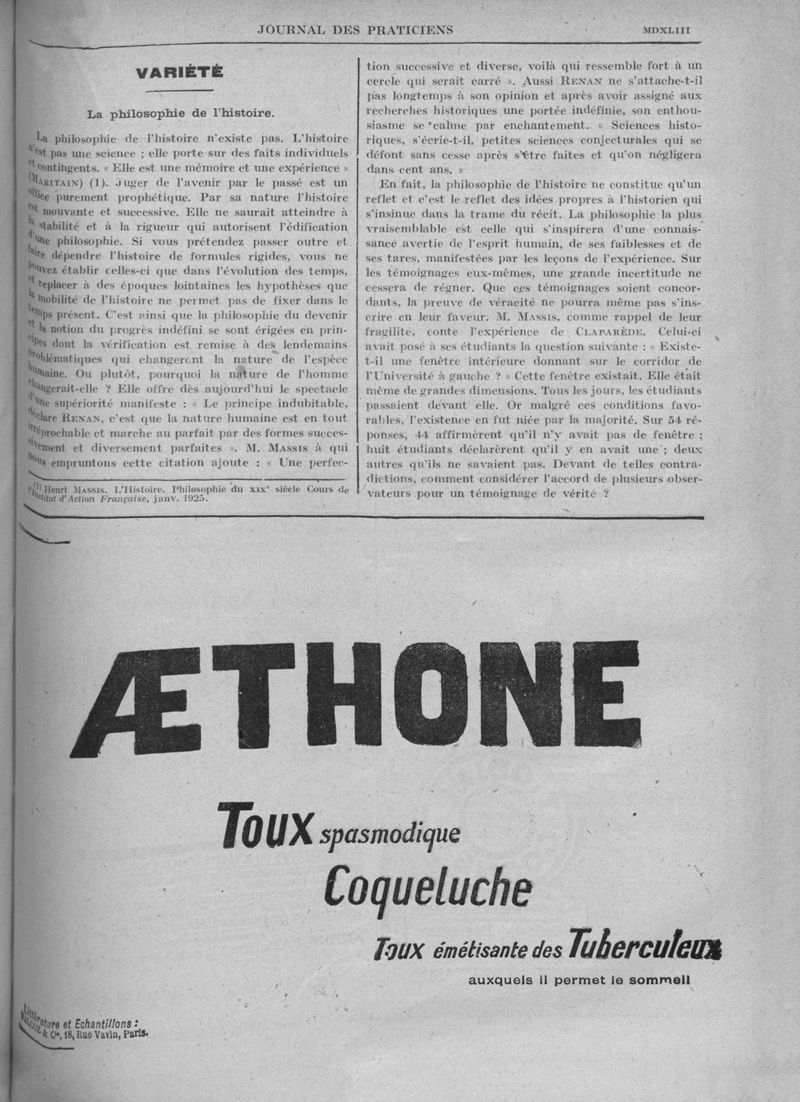 JOURNAL DES PRATICIENS
MDXLIII
VARIÉTÉ
La philosophie de l'histoire.
La philosophie de l'histoire n'existe pas. L'histoire
n'est pas une science ; elle porte sur des faits individuels
et contingents. « Elle est une mémoire et une expérience »
(MARITAIN) (1). Juger de l'avenir par le passé est un
office purement prophétique. Par sa nature l'histoire
est mouvante et successive. Elle ne saurait atteindre à
la stabilité et à la rigueur qui autorisent l'édification
d'une philosophie. Si vous prétendez passer outre et
faire dépendre l'histoire de formules rigides, vous ne
pouvez établir celles-ci que dans l'évolution des temps,
et replacer à des époques lointaines les hypothèses que
la mobilité de l'histoire ne permet pas de fixer dans le
temps présent. C'est ainsi que la philosophie du devenir
et la notion du progrès indéfini se sont érigées en prin-
cipes dont la vérification est remise à des lendemains
problématiques qui changeront la nature de l'espèce
humaine. Ou plutôt, pourquoi la nature de l'homme
changerait-elle ? Elle offre dès aujourd'hui le spectacle
d'une supériorité manifeste : « Le principe indubitable,
déclare RENAN, c'est que la nature humaine est en tout
irréprochable et marche au parfait par des formes succes-
sivement et diversement parfaites ». M. MASSIS à qui
nous empruntons cette citation ajoute : « Une perfec-
(1) Henri MASSIS. L'Histoire. Philosophie du XIXe siècle Cours de
l'Institut d'Action Française, janv. 1925.
tion successive et diverse, voilà qui ressemble fort à un
cercle qui serait carré ». Aussi RENAN ne s'attache-t-il
pas longtemps à son opinion et après avoir assigné aux
recherches historiques une portée indéfinie, son enthou-
siasme se calme par enchantement. « Sciences histo-
riques, s'écrie-t-il, petites sciences conjecturales qui se
défont sans cesse après s'être faites et qu'on négligera
dans cent ans. »
En fait, la philosophie de l'histoire ne constitue qu'un
reflet et c'est le reflet des idées propres à l'historien qui
s'insinue dans la trame du récit. La philosophie la plus
vraisemblable est celle qui s'inspirera d'une connais-
sance avertie de l'esprit humain, de ses faiblesses et de
ses tares, manifestées par les leçons de l'expérience. Sur
les témoignages eux-mêmes, une grande incertitude ne
cessera de régner. Que ces témoignages soient concor-
dants, la preuve de véracité ne pourra même pas s'ins-
crire en leur faveur. M. MASSIS, comme rappel de leur
fragilite, conte l'expérience de CLAPARÈDE. Celui-ci
avait posé à ses étudiants la question suivante : « Existe-
t-il une fenêtre intérieure donnant sur le corridor de
l'Université à gauche ? » Cette fenêtre existait. Elle était
même de grandes dimensions. Tous les jours, les étudiants
passaient devant elle. Or malgré ces conditions favo-
rables, l'existence en fut niée par la majorité. Sur 54 ré-
ponses, 44 affirmèrent qu'il n'y avait pas de fenêtre ;
huit étudiants déclarèrent qu'il y en avait une ; deux
autres qu'ils ne savaient pas. Devant de telles contra-
dictions, comment considérer l'accord de plusieurs obser-
vateurs pour un témoignage de vérité ?
ÆTHONE
Toux spasmodique
Coqueluche
Toux émétisante des Tuberculeux
auxquels il permet le sommeil
Littérature et Échantillons :
& Cie, 18, Rue Vavin, Paris.